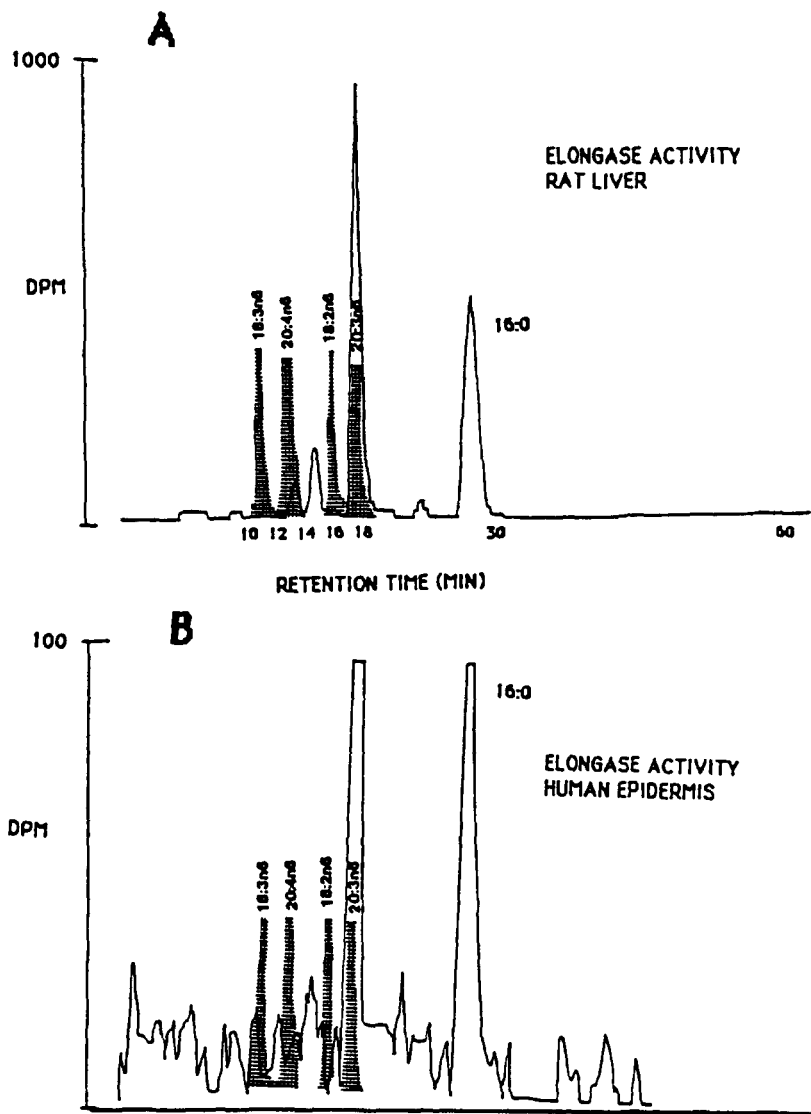 A
1000
ELONGASE ACTIVITY
RAT LIVER
DPM
18:3n6
20:4n6
18:2n6
20:3n6
16:0
10 12 14 16 18 30 60
RETENTION TIME (MIN)
B
100
16:0
ELONGASE ACTIVITY
HUMAN EPIDERMIS
DPM
18:3n6
20:4n6
18:2n6
20:3n6